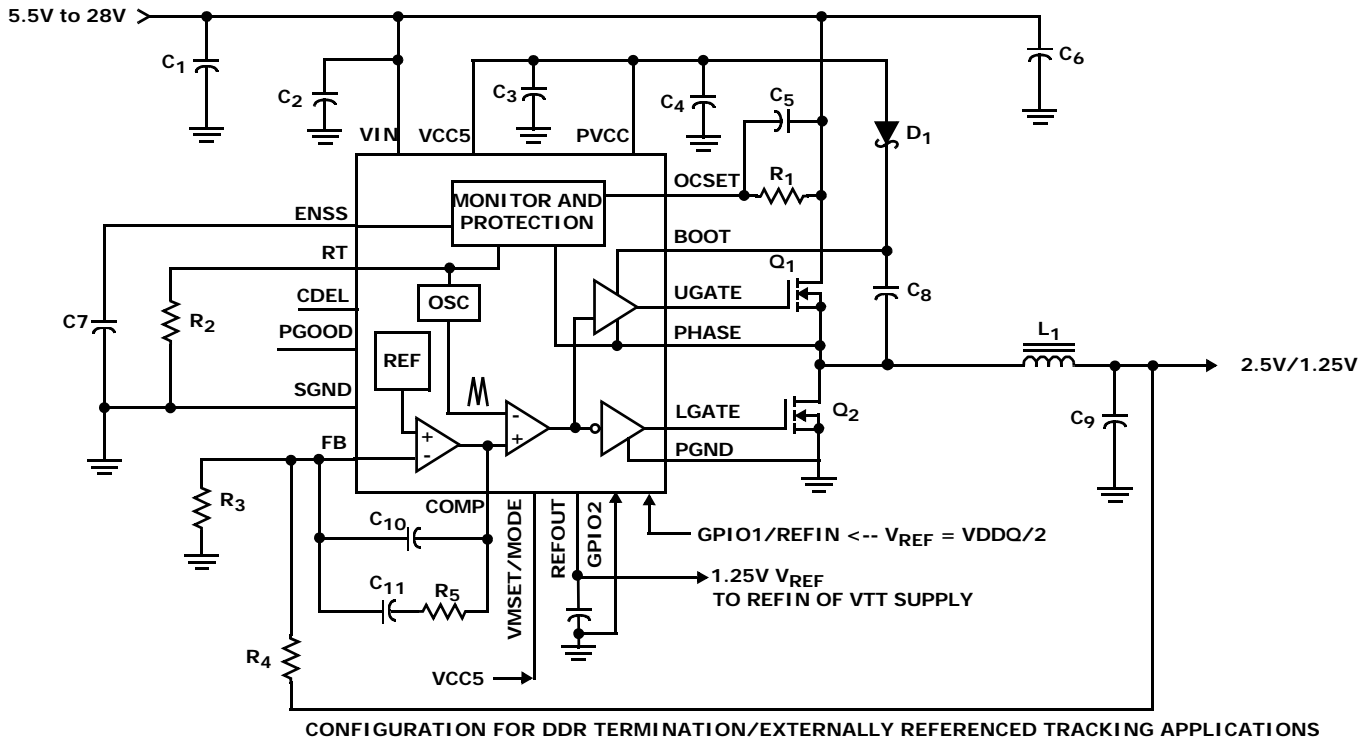 5.5V to 28V
C1
C2
C3
C4
C5
C6
D1
VIN
VCC5
PVCC
OCSET
R1
MONITOR AND
PROTECTION
ENSS
BOOT
RT
Q1
CDEL
OSC
UGATE
C8
C7
R2
PGOOD
PHASE
L1
REF
2.5V/1.25V
SGND
LGATE
Q2
C9
+
-
-
+
FB
PGND
R3
COMP
VMSET/MODE
REFOUT
GPIO2
C10
GPIO1/REFIN <-- VREF = VDDQ/2
C11
R5
1.25V VREF
TO REFIN OF VTT SUPPLY
R4
VCC5
CONFIGURATION FOR DDR TERMINATION/EXTERNALLY REFERENCED TRACKING APPLICATIONS